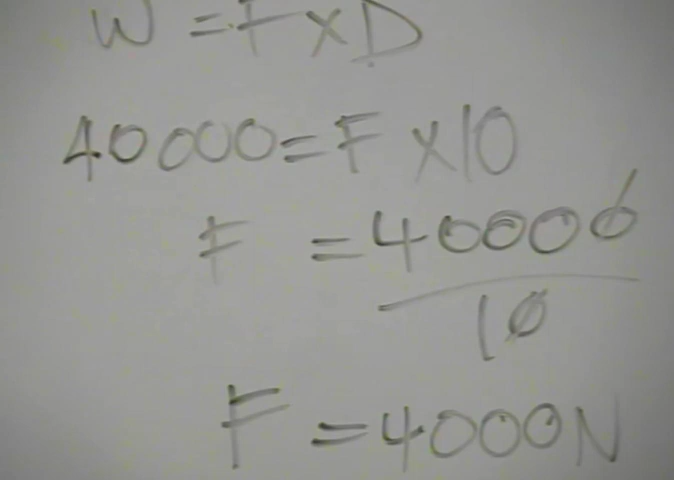 W = F x D
40000 = F x 10
F = 40000
10
F = 4000N